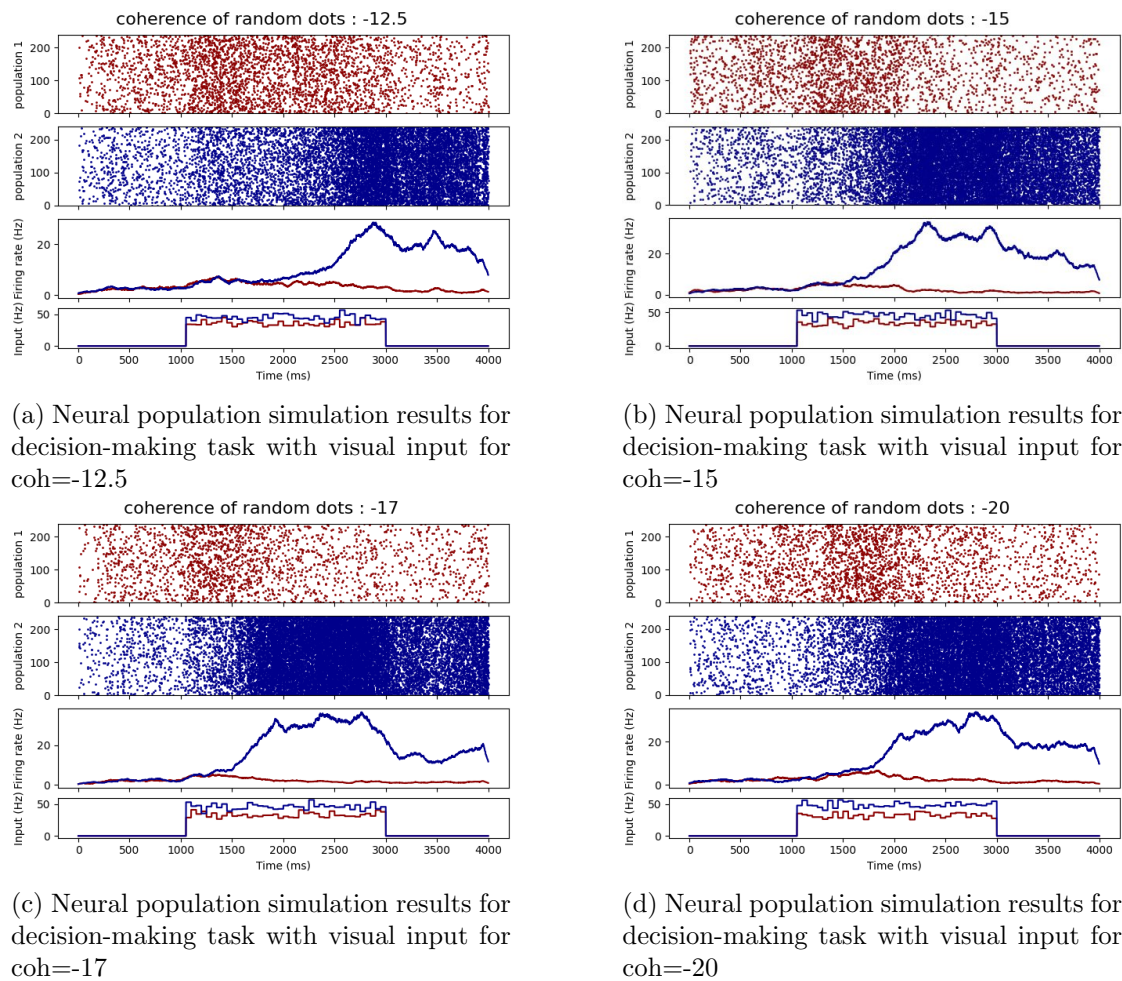 coherence of random dots : -12.5
population 1
200
100
0
population 2
200
100
0
Firing rate (Hz)
20
0
Input (Hz)
50
0
0 500 1000 1500 2000 2500 3000 3500 4000
Time (ms)
(a) Neural population simulation results for
decision-making task with visual input for
coh=-12.5
coherence of random dots : -15
population 1
200
100
0
population 2
200
100
0
Firing rate (Hz)
20
0
Input (Hz)
50
0
0 500 1000 1500 2000 2500 3000 3500 4000
Time (ms)
(b) Neural population simulation results for
decision-making task with visual input for
coh=-15
coherence of random dots : -17
population 1
200
100
0
population 2
200
100
0
Firing rate (Hz)
20
0
Input (Hz)
50
0
0 500 1000 1500 2000 2500 3000 3500 4000
Time (ms)
(c) Neural population simulation results for
decision-making task with visual input for
coh=-17
coherence of random dots : -20
population 1
200
100
0
population 2
200
100
0
Firing rate (Hz)
20
0
Input (Hz)
50
0
0 500 1000 1500 2000 2500 3000 3500 4000
Time (ms)
(d) Neural population simulation results for
decision-making task with visual input for
coh=-20